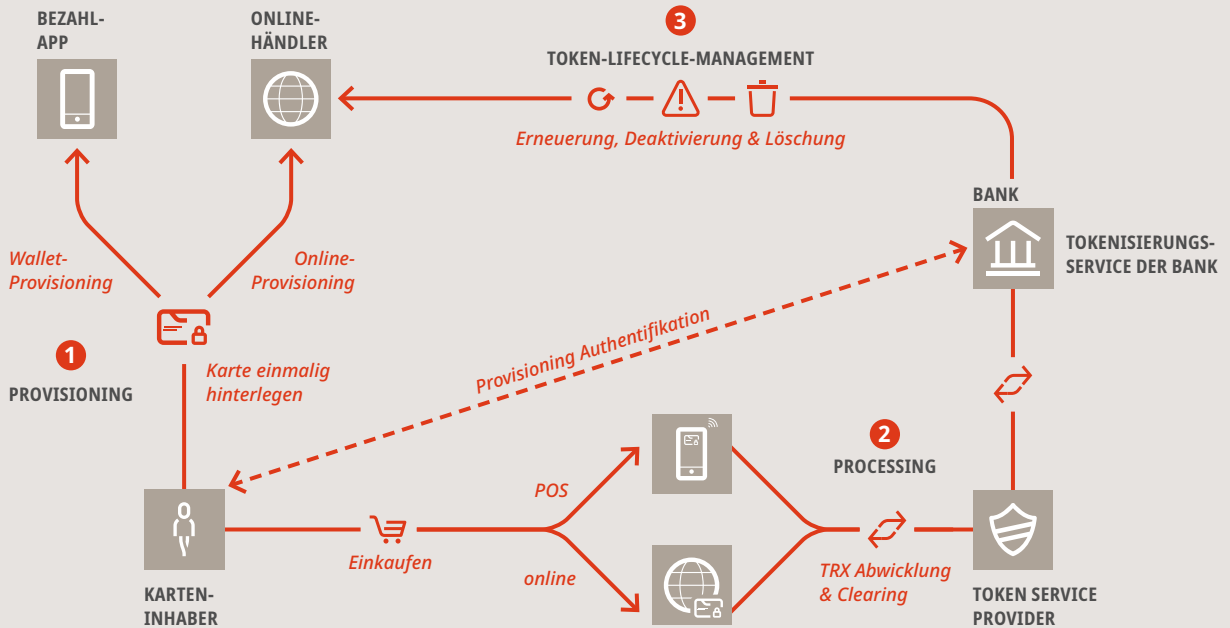 BEZAHL-
APP
ONLINE-
HÄNDLER
3
TOKEN-LIFECYCLE-MANAGEMENT
Erneuerung, Deaktivierung & Löschung
BANK
TOKENISIERUNGS-
SERVICE DER BANK
Wallet-
Provisioning
Online-
Provisioning
1
PROVISIONING
Karte einmalig
hinterlegen
Provisioning Authentifikation
2
PROCESSING
POS
Einkaufen
online
TRX Abwicklung
& Clearing
KARTEN-
INHABER
TOKEN SERVICE
PROVIDER